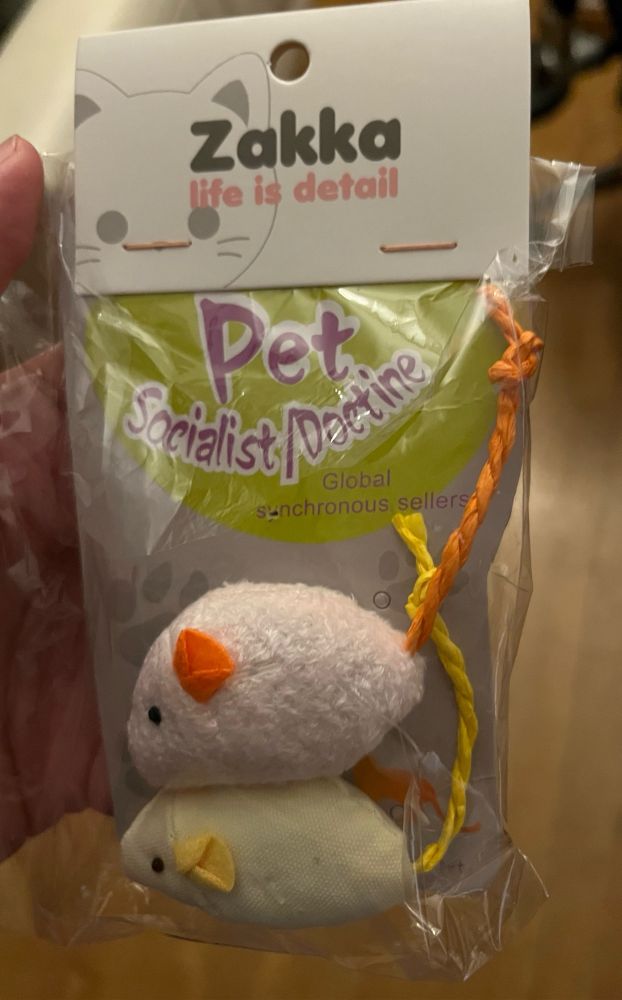 Zakka
life is detail
Pet
Socialist/Doctine
Global
synchronous sellers